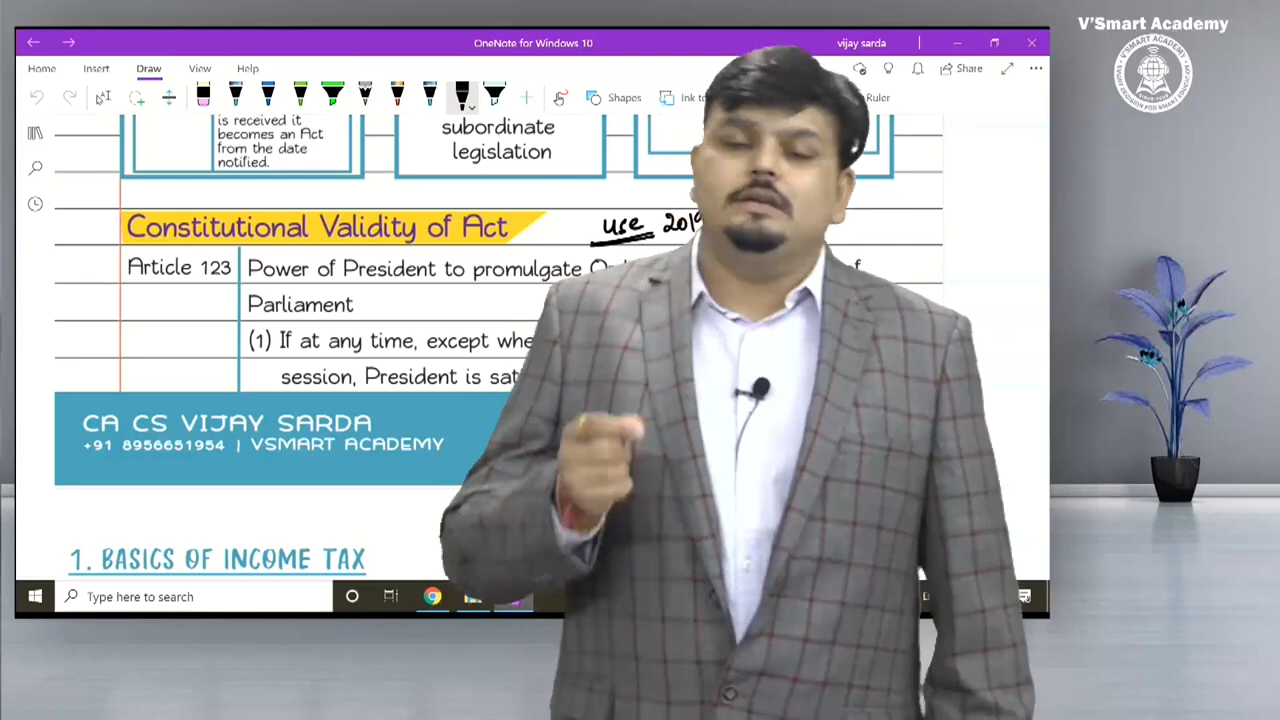 V'Smart Academy
OneNote for Windows 10
vijay sarda
Home Insert Draw View Help
Share
Shapes
Ink to
Ruler
is received it
becomes an Act
from the date
notified.
subordinate
legislation
Constitutional Validity of Act
use 2019
Article 123 Power of President to promulgate
Parliament
(1) If at any time, except
session, President is
CA CS VIJAY SARDA
+91 8956651954 | VSMART ACADEMY
1. BASICS OF INCOME TAX
Type here to search